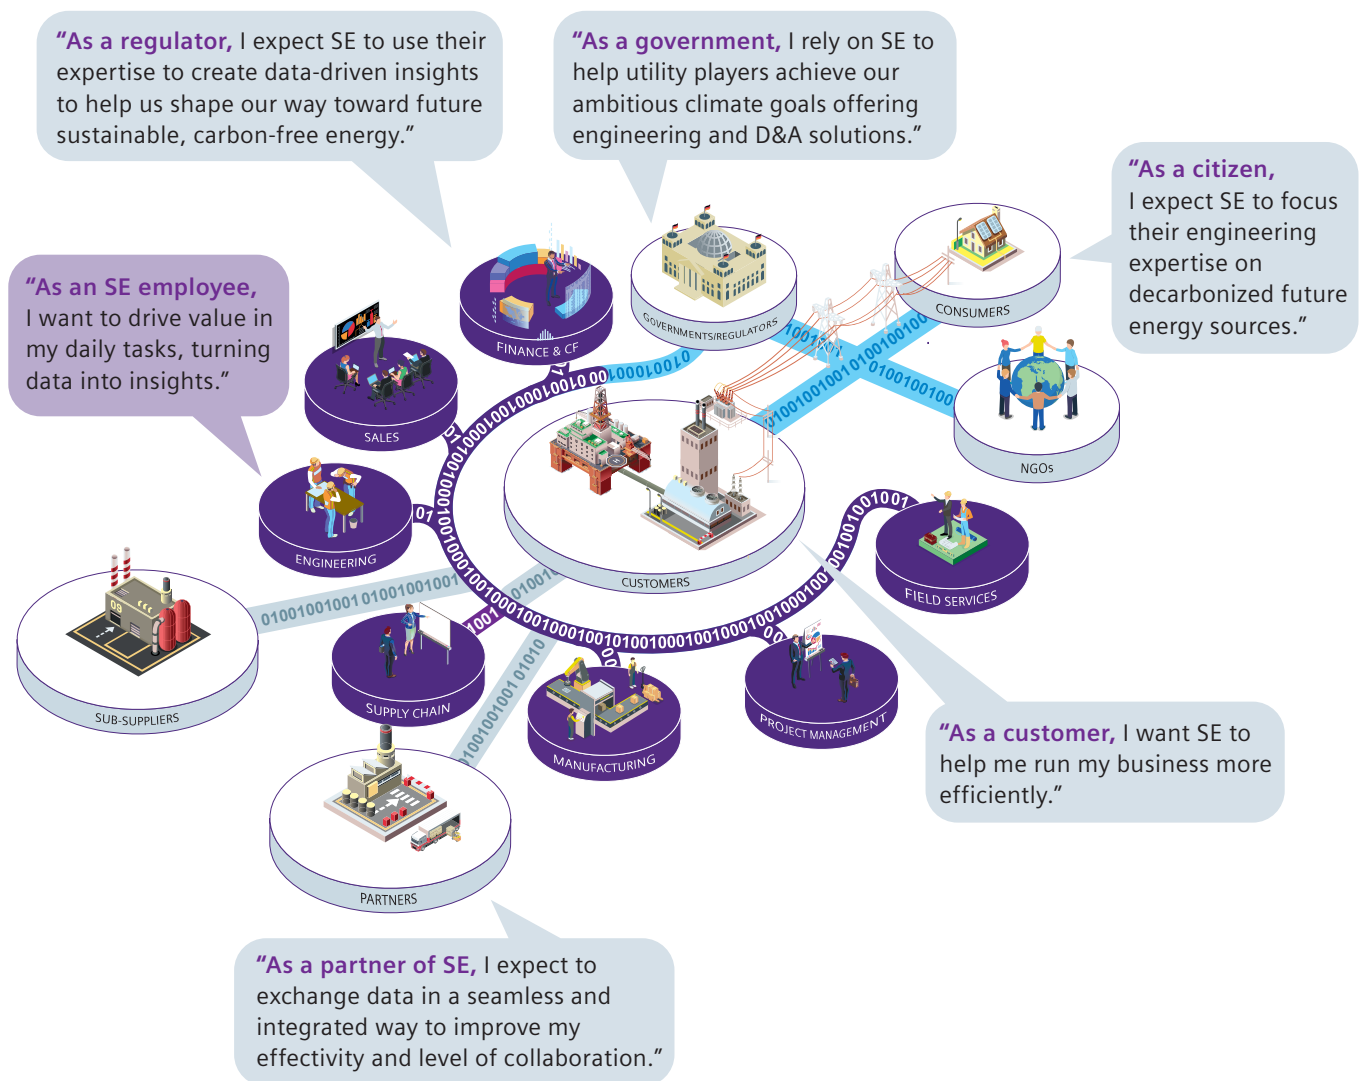 “As a regulator, I expect SE to use their
expertise to create data-driven insights
to help us shape our way toward future
sustainable, carbon-free energy.”
“As a government, I rely on SE to
help utility players achieve our
ambitious climate goals offering
engineering and D&A solutions.”
“As a citizen,
I expect SE to focus
their engineering
expertise on
decarbonized future
energy sources.”
“As an SE employee,
I want to drive value in
my daily tasks, turning
data into insights.”
FINANCE & CF
GOVERNMENTS/REGULATORS
CONSUMERS
SALES
NGOs
ENGINEERING
CUSTOMERS
FIELD SERVICES
01001001001 01001001001
09
SUB-SUPPLIERS
SUPPLY CHAIN
MANUFACTURING
PROJECT MANAGEMENT
PARTNERS
“As a customer, I want SE to
help me run my business more
efficiently.”
“As a partner of SE, I expect to
exchange data in a seamless and
integrated way to improve my
effectivity and level of collaboration.”